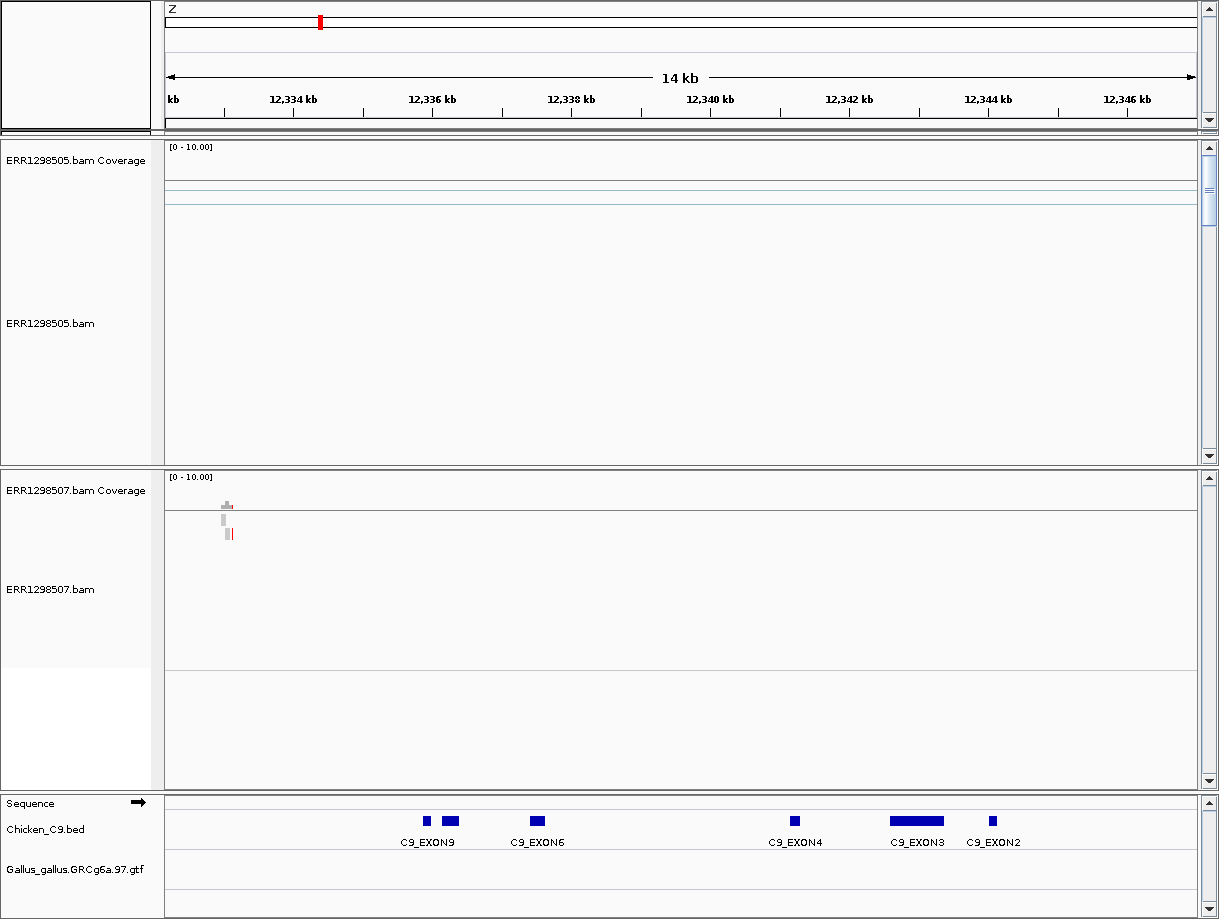 Z
14 kb
kb 12,334 kb 12,336 kb 12,338 kb 12,340 kb 12,342 kb 12,344 kb 12,346 kb
ERR1298505.bam Coverage
[0 - 10.00]
ERR1298505.bam
ERR1298507.bam Coverage
[0 - 10.00]
ERR1298507.bam
Sequence
Chicken_C9.bed
C9_EXON9 C9_EXON6 C9_EXON4 C9_EXON3 C9_EXON2
Gallus_gallus.GRCg6a.97.gtf